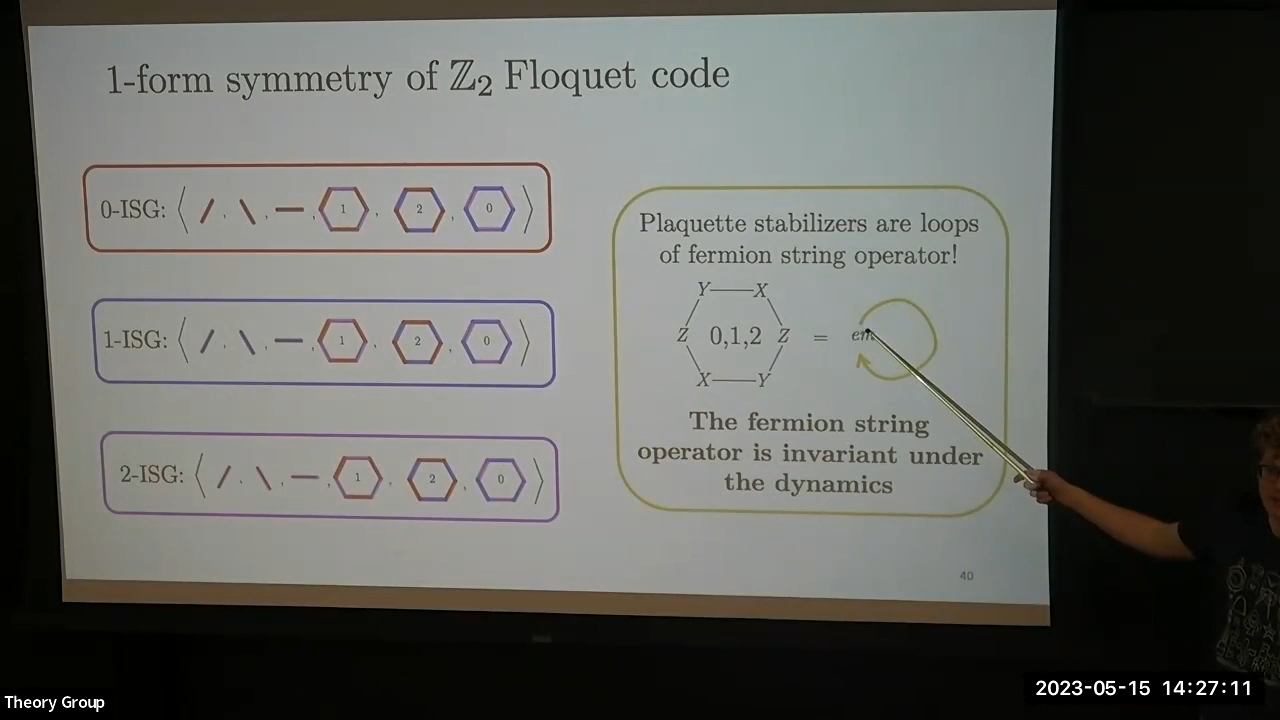 1-form symmetry of ℤ₂ Floquet code
0-ISG: ⟨ / , \ , — , 1 , 2 , 0 ⟩
1-ISG: ⟨ / , \ , — , 1 , 2 , 0 ⟩
2-ISG: ⟨ / , \ , — , 1 , 2 , 0 ⟩
Plaquette stabilizers are loops
of fermion string operator!
Y X
Z 0,1,2 Z = em
X Y
The fermion string
operator is invariant under
the dynamics
40
Theory Group
2023-05-15 14:27:11